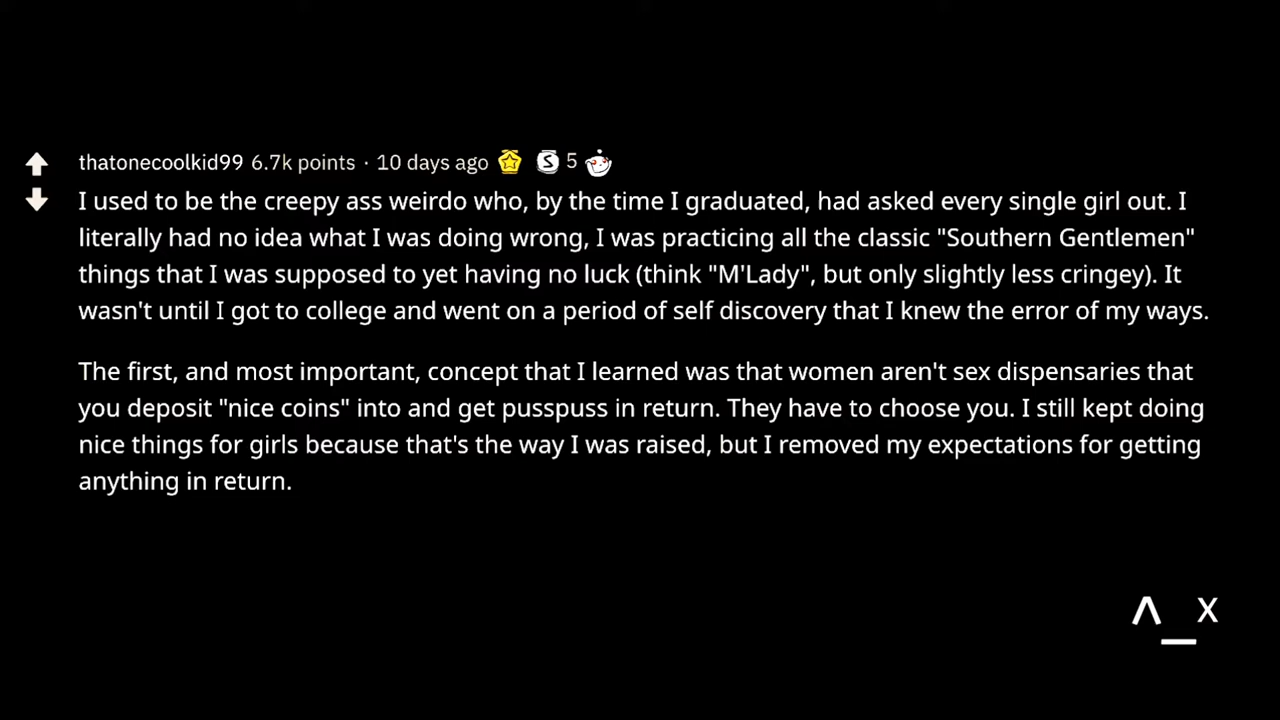 thatonecoolkid99 6.7k points · 10 days ago S 5
I used to be the creepy ass weirdo who, by the time I graduated, had asked every single girl out. I
literally had no idea what I was doing wrong, I was practicing all the classic "Southern Gentlemen"
things that I was supposed to yet having no luck (think "M'Lady", but only slightly less cringey). It
wasn't until I got to college and went on a period of self discovery that I knew the error of my ways.
The first, and most important, concept that I learned was that women aren't sex dispensaries that
you deposit "nice coins" into and get pusspuss in return. They have to choose you. I still kept doing
nice things for girls because that's the way I was raised, but I removed my expectations for getting
anything in return.
^_x